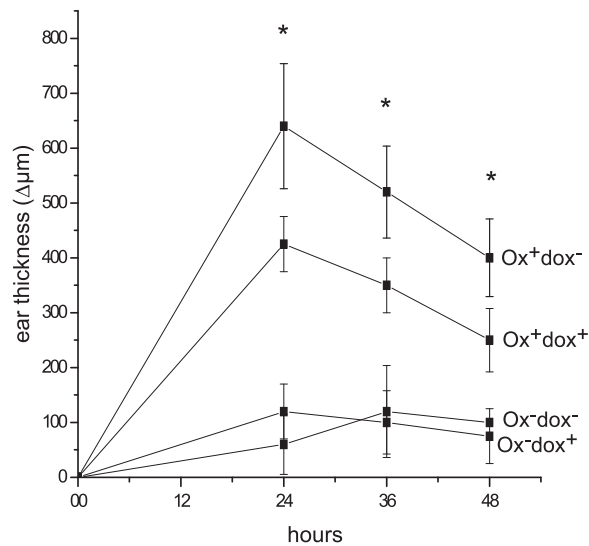 *
*
*
800
700
600
500
400
300
200
100
0
ear thickness (Δµm)
Ox⁺dox⁻
Ox⁺dox⁺
Ox⁻dox⁻
Ox⁻dox⁺
00 12 24 36 48
hours